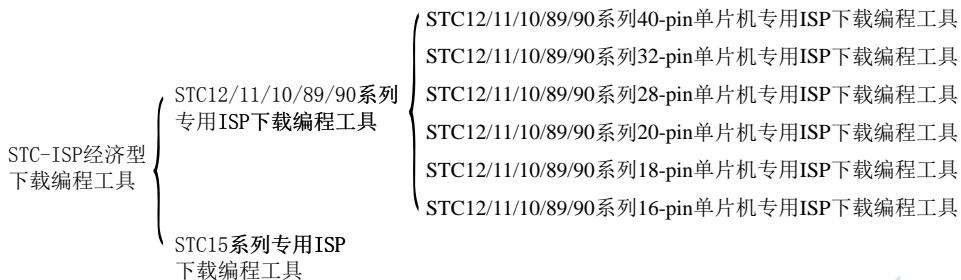 STC-ISP经济型
下载编程工具
STC12/11/10/89/90系列
专用ISP下载编程工具
STC12/11/10/89/90系列40-pin单片机专用ISP下载编程工具
STC12/11/10/89/90系列32-pin单片机专用ISP下载编程工具
STC12/11/10/89/90系列28-pin单片机专用ISP下载编程工具
STC12/11/10/89/90系列20-pin单片机专用ISP下载编程工具
STC12/11/10/89/90系列18-pin单片机专用ISP下载编程工具
STC12/11/10/89/90系列16-pin单片机专用ISP下载编程工具
STC15系列专用ISP
下载编程工具